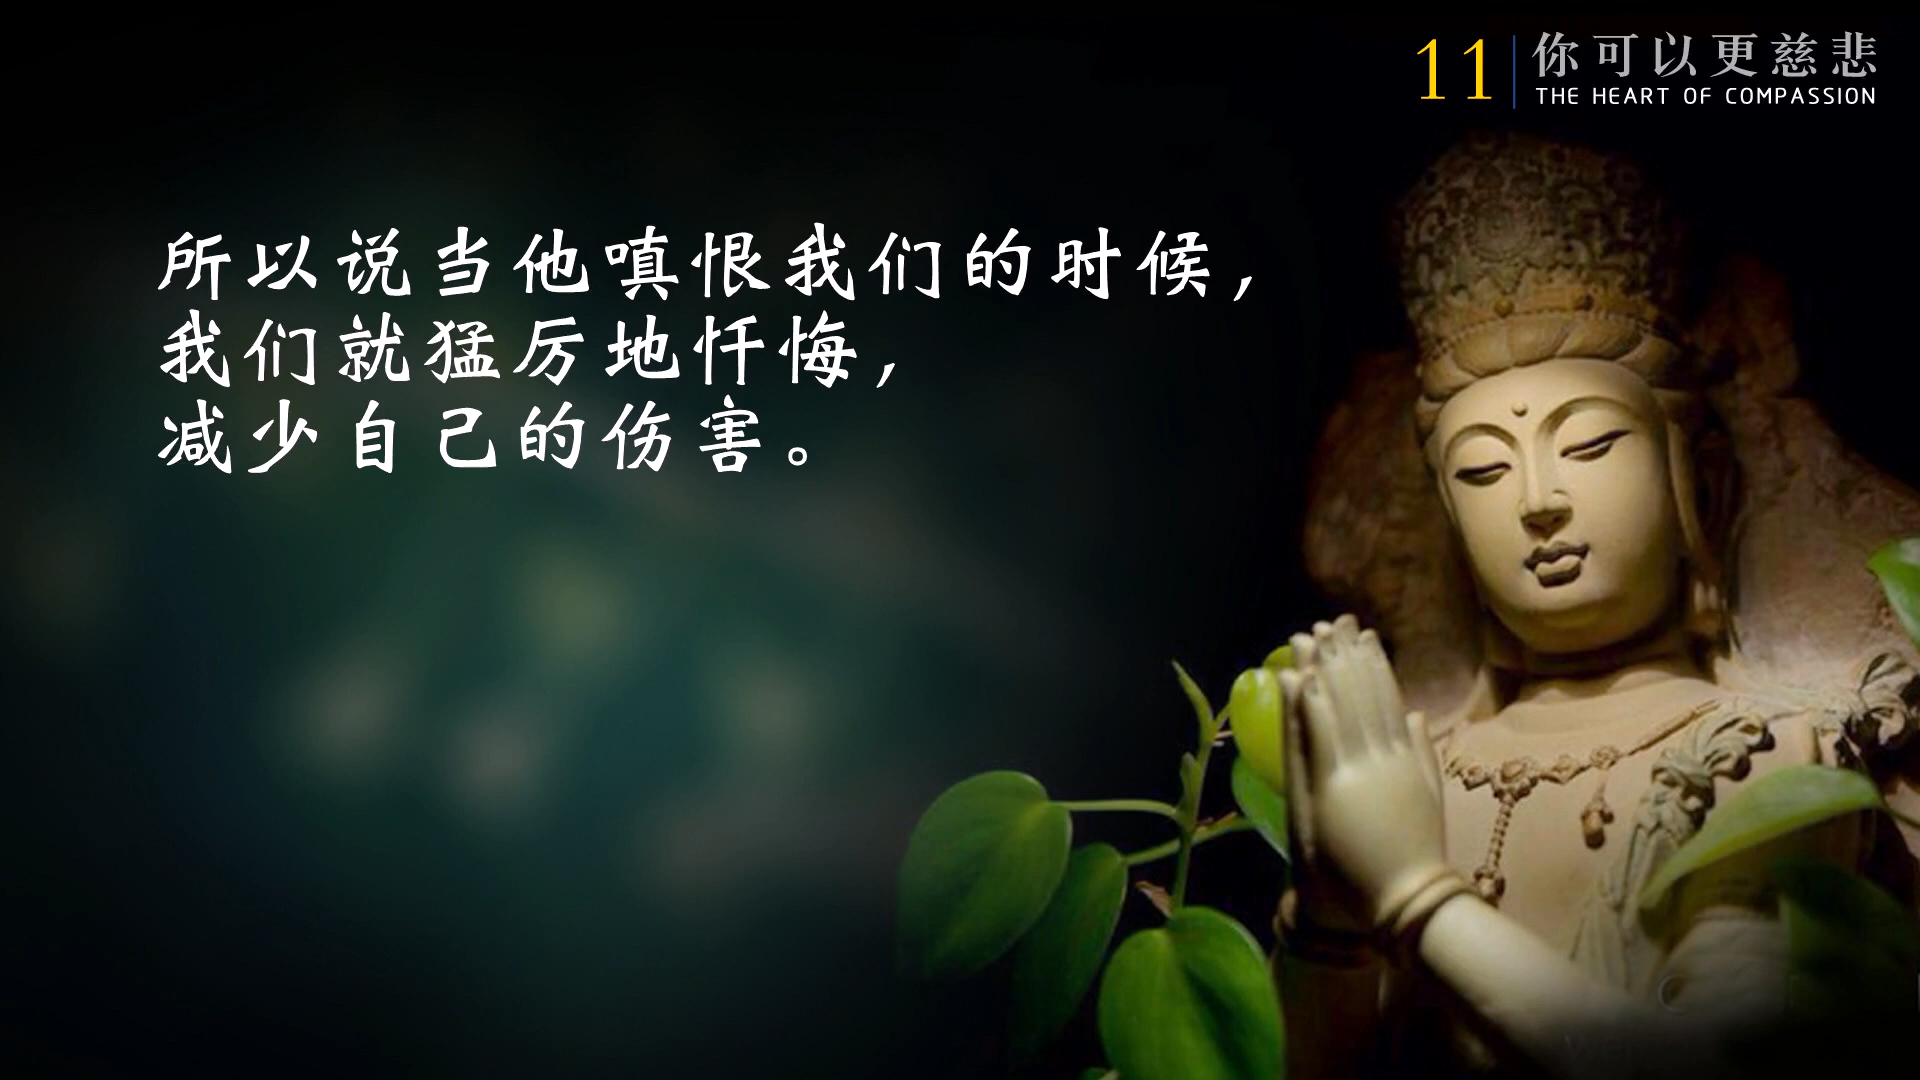 11 你可以更慈悲
THE HEART OF COMPASSION
所以说当他嗔恨我们的时候，
我们就猛厉地忏悔，
减少自己的伤害。